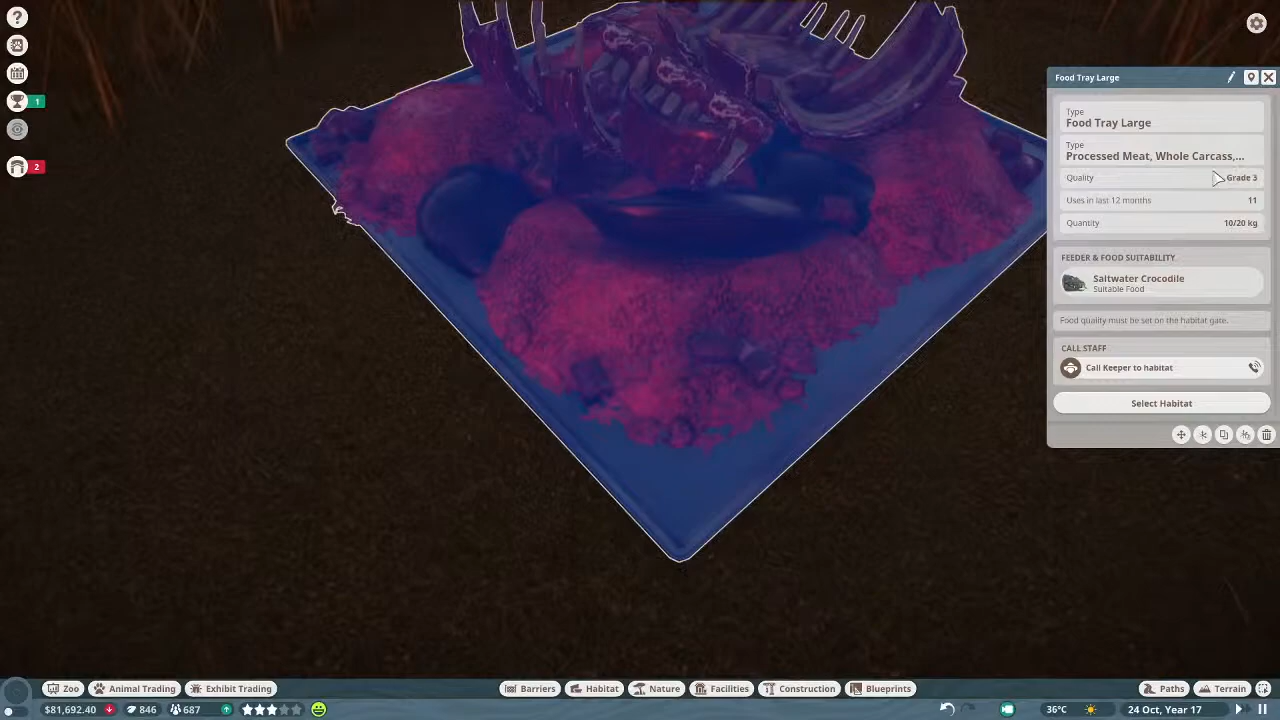 ?
1
2
Food Tray Large
Type
Food Tray Large
Type
Processed Meat, Whole Carcass,...
Quality Grade 3
Uses in last 12 months 11
Quantity 10/20 kg
FEEDER & FOOD SUITABILITY
Saltwater Crocodile
Suitable Food
Food quality must be set on the habitat gate.
CALL STAFF
Call Keeper to habitat
Select Habitat
Zoo Animal Trading Exhibit Trading Barriers Habitat Nature Facilities Construction Blueprints Paths Terrain
$81,692.40 846 687 36°C 24 Oct, Year 17